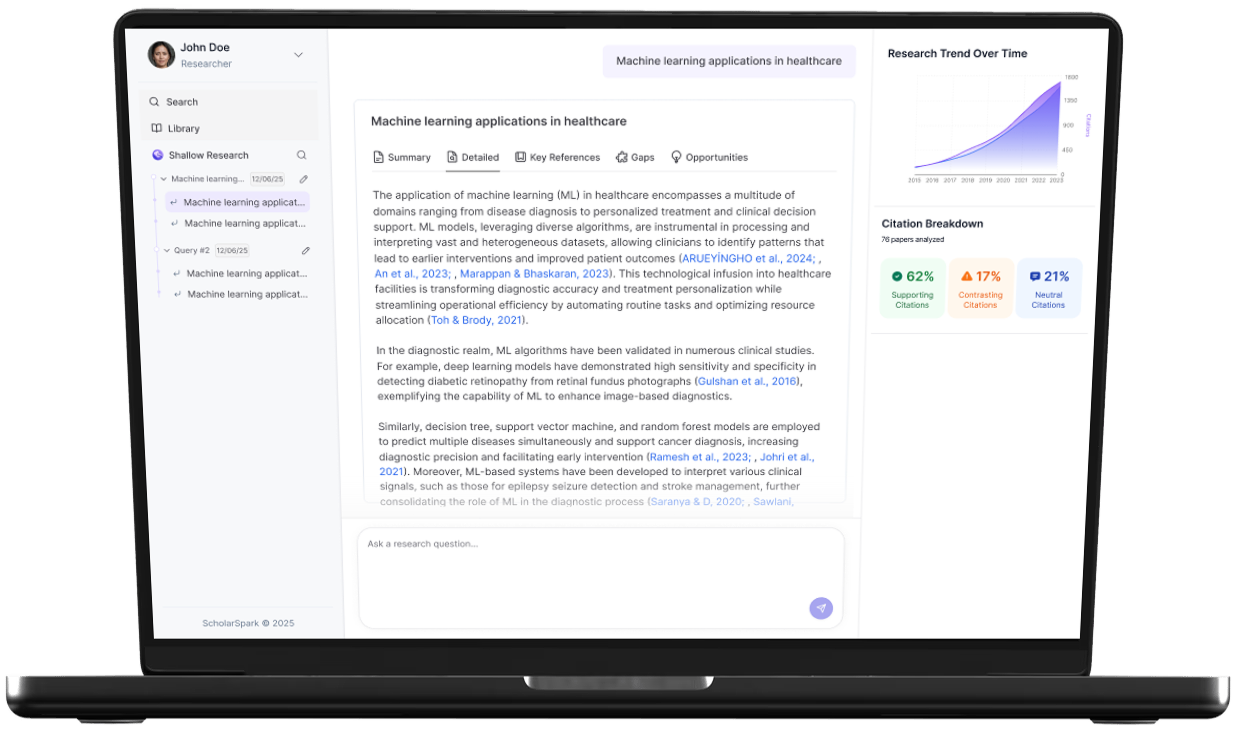 John Doe
Researcher
Search
Library
Shallow Research
Machine learning... 12/06/25
Machine learning applicat...
Machine learning applicat...
Query #2 12/06/25
Machine learning applicat...
Machine learning applicat...
ScholarSpark © 2025
Machine learning applications in healthcare
Machine learning applications in healthcare
Summary Detailed Key References Gaps Opportunities
The application of machine learning (ML) in healthcare encompasses a multitude of
domains ranging from disease diagnosis to personalized treatment and clinical decision
support. ML models, leveraging diverse algorithms, are instrumental in processing and
interpreting vast and heterogeneous datasets, allowing clinicians to identify patterns that
lead to earlier interventions and improved patient outcomes (ARUEYİNGHO et al., 2024; ,
An et al., 2023; , Marappan & Bhaskaran, 2023). This technological infusion into healthcare
facilities is transforming diagnostic accuracy and treatment personalization while
streamlining operational efficiency by automating routine tasks and optimizing resource
allocation (Toh & Brody, 2021).
In the diagnostic realm, ML algorithms have been validated in numerous clinical studies.
For example, deep learning models have demonstrated high sensitivity and specificity in
detecting diabetic retinopathy from retinal fundus photographs (Gulshan et al., 2016),
exemplifying the capability of ML to enhance image-based diagnostics.
Similarly, decision tree, support vector machine, and random forest models are employed
to predict multiple diseases simultaneously and support cancer diagnosis, increasing
diagnostic precision and facilitating early intervention (Ramesh et al., 2023; , Johri et al.,
2021). Moreover, ML-based systems have been developed to interpret various clinical
signals, such as those for epilepsy seizure detection and stroke management, further
consolidating the role of ML in the diagnostic process (Saranya & D, 2020; , Sawlani,
Ask a research question...
Research Trend Over Time
1800
1350
900
450
0
Citations
2015 2016 2017 2018 2019 2020 2021 2022 2023
Citation Breakdown
76 papers analyzed
62%
Supporting
Citations
17%
Contrasting
Citations
21%
Neutral
Citations